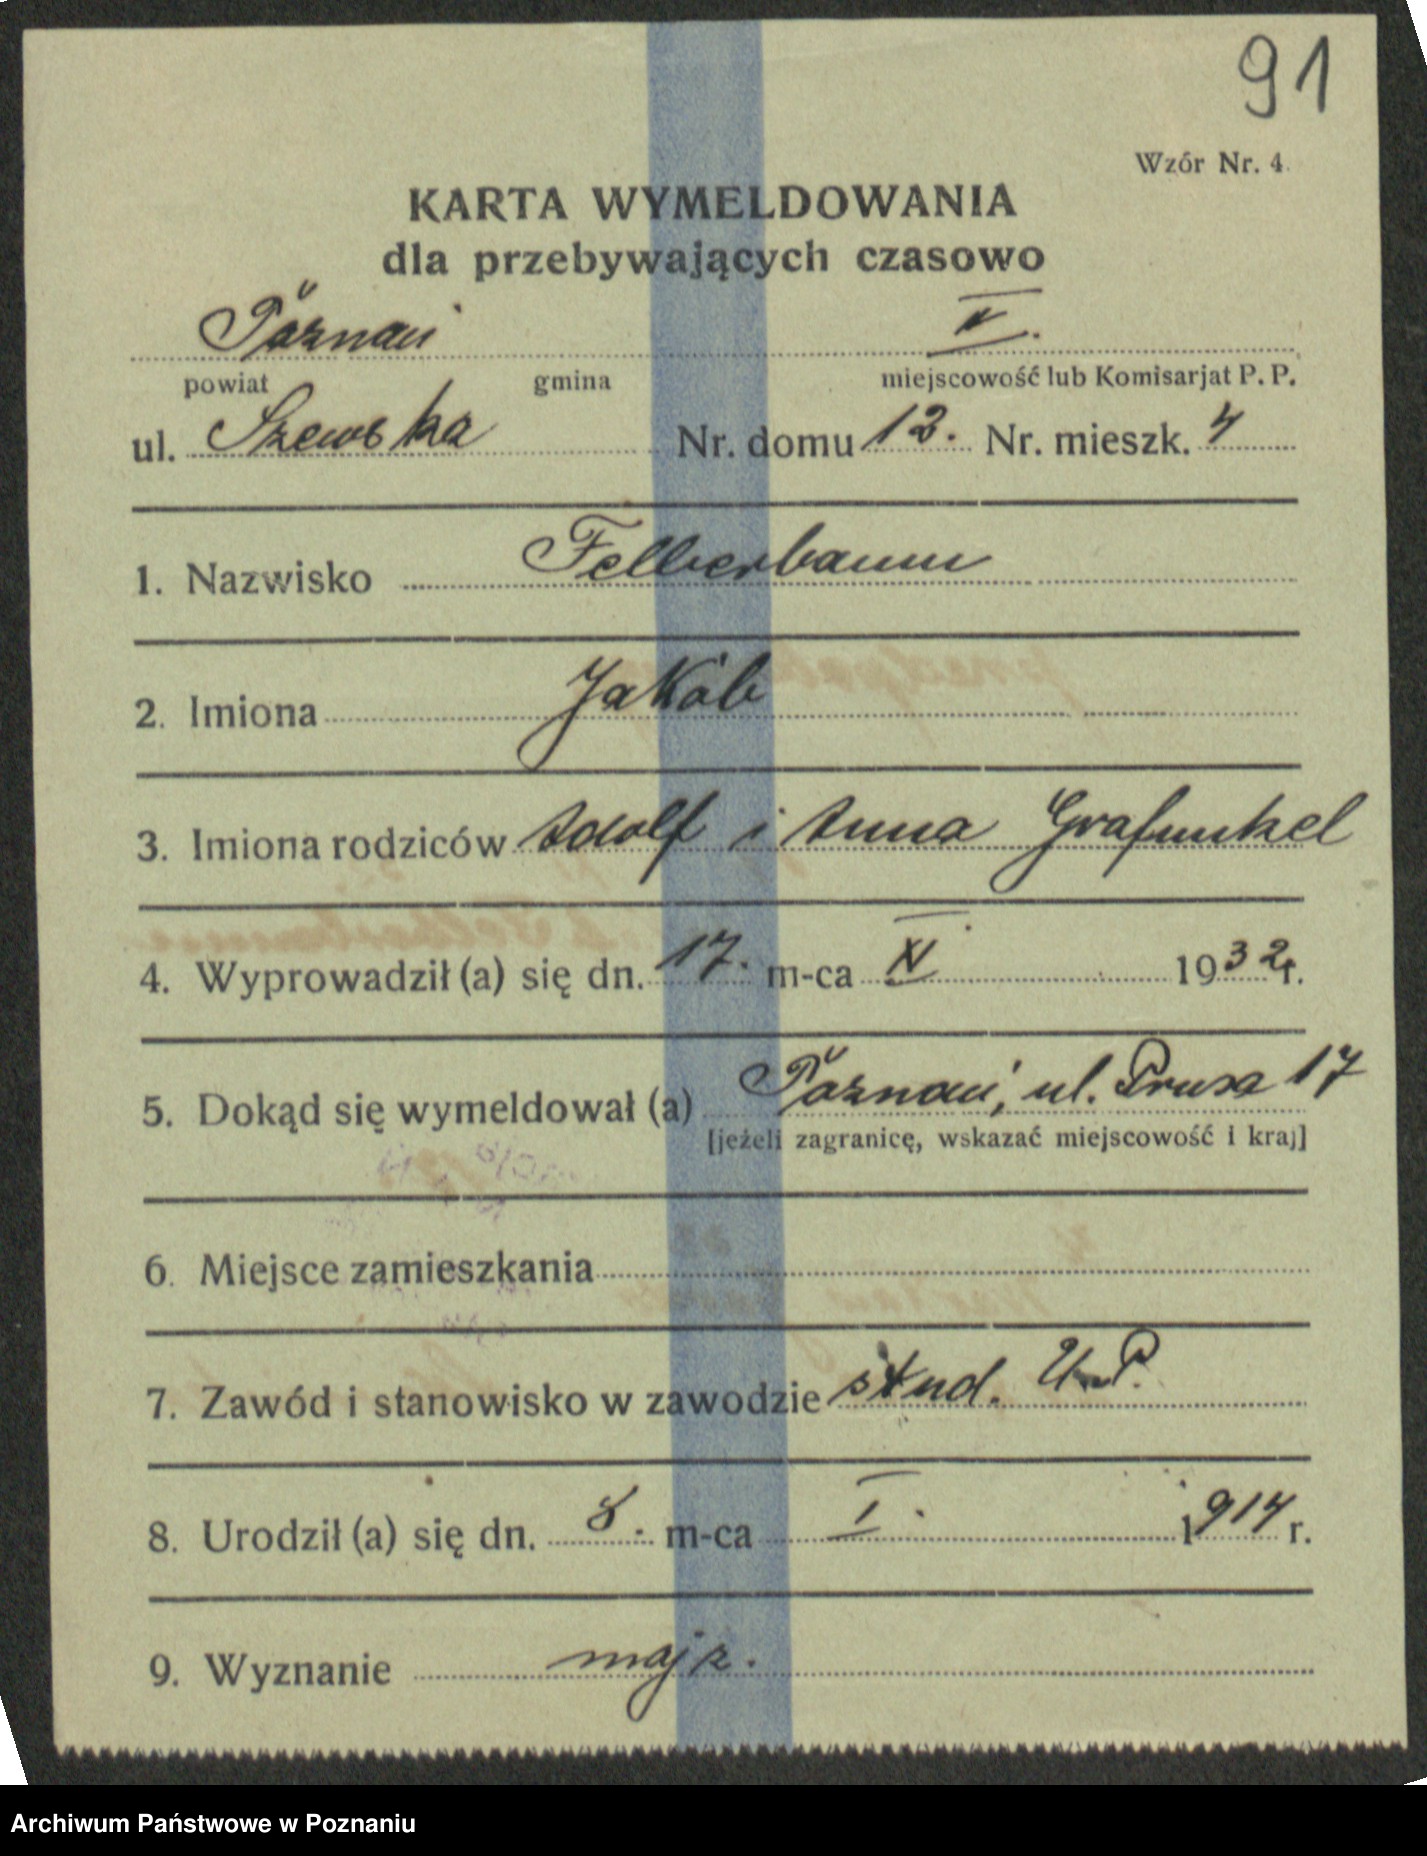 91
Wzór Nr. 4.
KARTA WYMELDOWANIA
dla przebywających czasowo
Poznań V.
powiat gmina miejscowość lub Komisarjat P. P.
ul. Szewska Nr. domu 12. Nr. mieszk. 4
1. Nazwisko Felberbaum
2. Imiona Jakób
3. Imiona rodziców Adolf i Anna Grafunkel
4. Wyprowadził (a) się dn. 17. m-ca 1932 r.
5. Dokąd się wymeldował (a) Poznań, ul. Prusa 17
[jeżeli zagranicę, wskazać miejscowość i kraj]
6. Miejsce zamieszkania
7. Zawód i stanowisko w zawodzie stud. U.P.
8. Urodził (a) się dn. 8. m-ca I. 1914 r.
9. Wyznanie mojż.
Archiwum Państwowe w Poznaniu